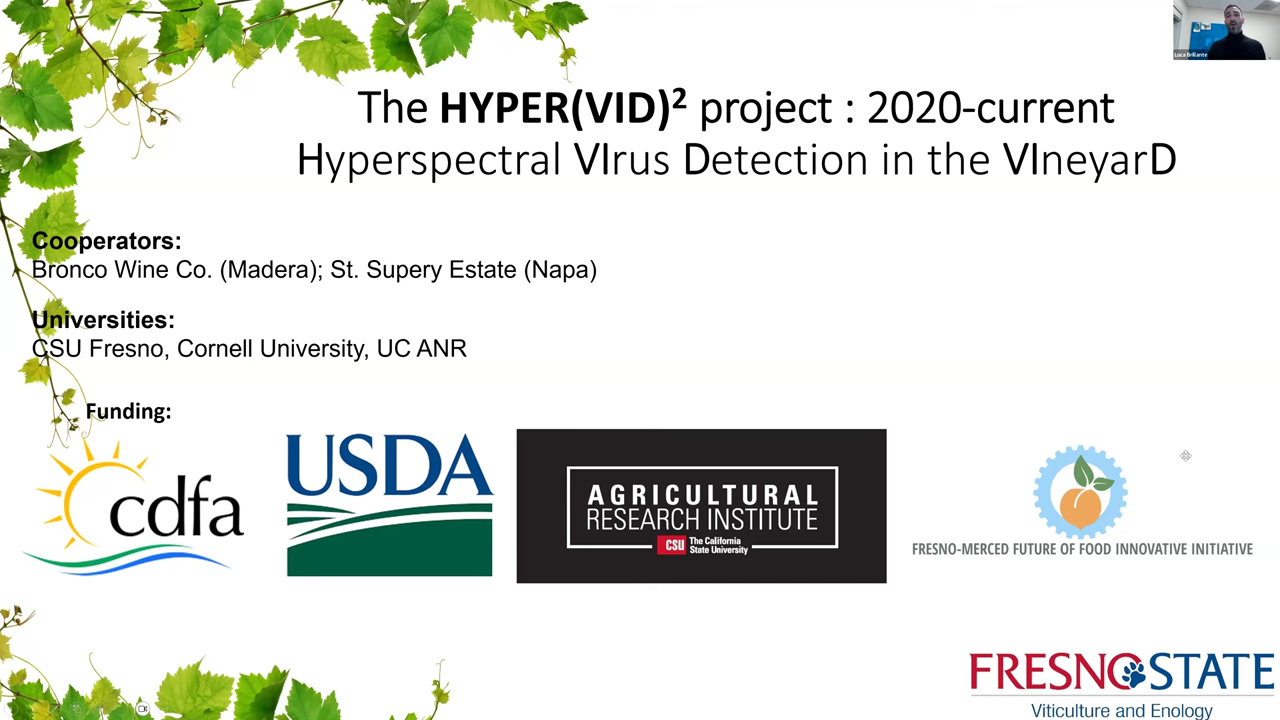 Luca Brillante
The HYPER(VID)² project : 2020-current
Hyperspectral VIrus Detection in the VIneyarD
Cooperators:
Bronco Wine Co. (Madera); St. Supery Estate (Napa)
Universities:
CSU Fresno, Cornell University, UC ANR
Funding:
cdfa
USDA
AGRICULTURAL
RESEARCH INSTITUTE
CSU The California
State University
FRESNO-MERCED FUTURE OF FOOD INNOVATIVE INITIATIVE
FRESNO STATE
Viticulture and Enology